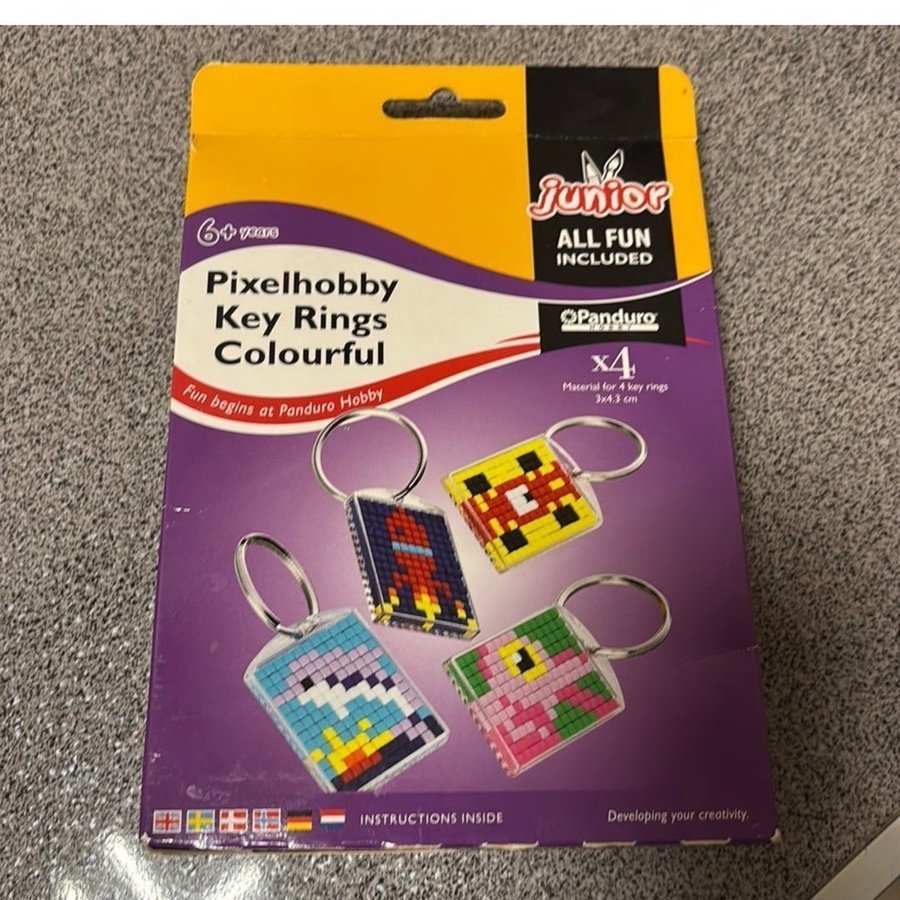 junior
ALL FUN
INCLUDED
6+ years
Pixelhobby
Key Rings
Colourful
Panduro
HOBBY
x4
Material for 4 key rings
3x4.3 cm
Fun begins at Panduro Hobby
INSTRUCTIONS INSIDE
Developing your creativity.